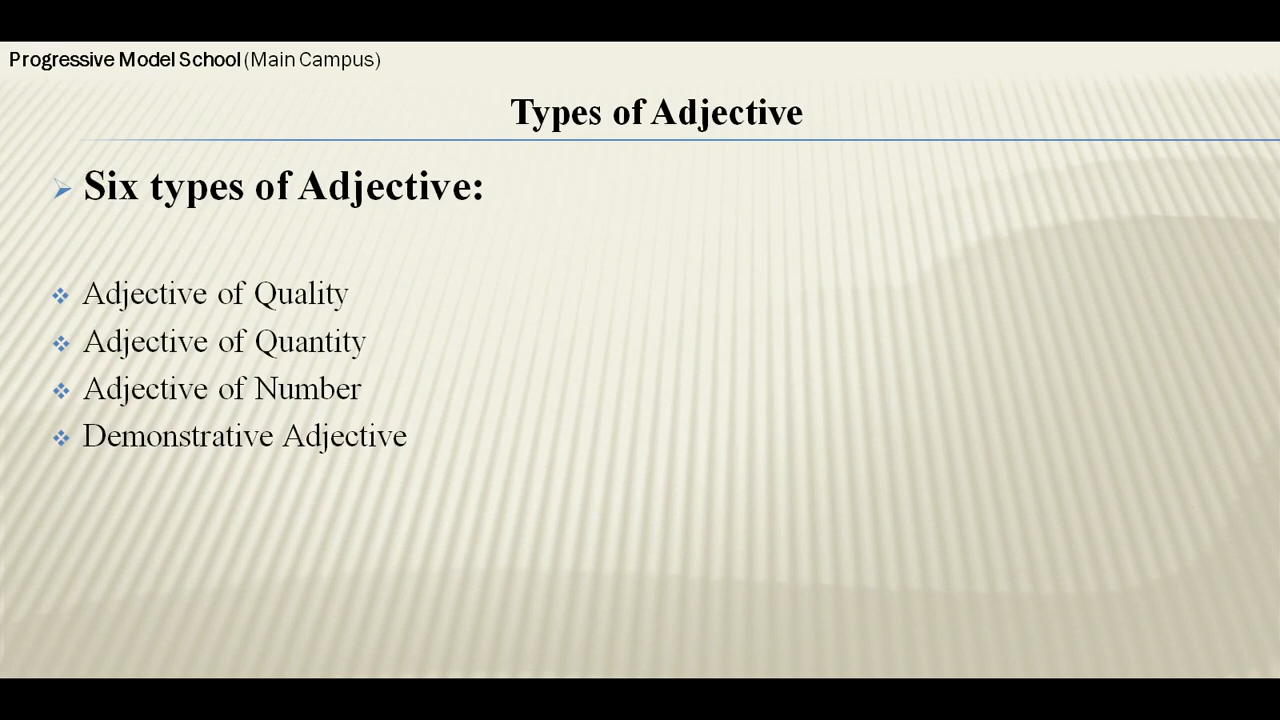 Progressive Model School (Main Campus)
Types of Adjective
Six types of Adjective:
Adjective of Quality
Adjective of Quantity
Adjective of Number
Demonstrative Adjective